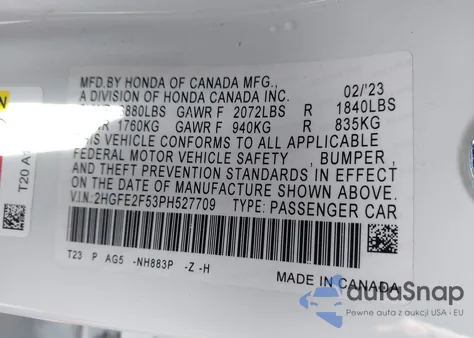 MFD.BY HONDA OF CANADA MFG.,
A DIVISION OF HONDA CANADA INC. 02/'23
880LBS GAWR F 2072LBS R 1840LBS
1760KG GAWR F 940KG R 835KG
THIS VEHICLE CONFORMS TO ALL APPLICABLE
FEDERAL MOTOR VEHICLE SAFETY , BUMPER,
AND THEFT PREVENTION STANDARDS IN EFFECT
ON DATE OF MANUFACTURE SHOWN ABOVE.
V.I.N:2HGFE2F53PH527709 TYPE: PASSENGER CAR
T23 P AG5 -NH883P -Z -H
MADE IN CANADA
T20 A
autaSnap
Pewne auta z aukcji USA i EU